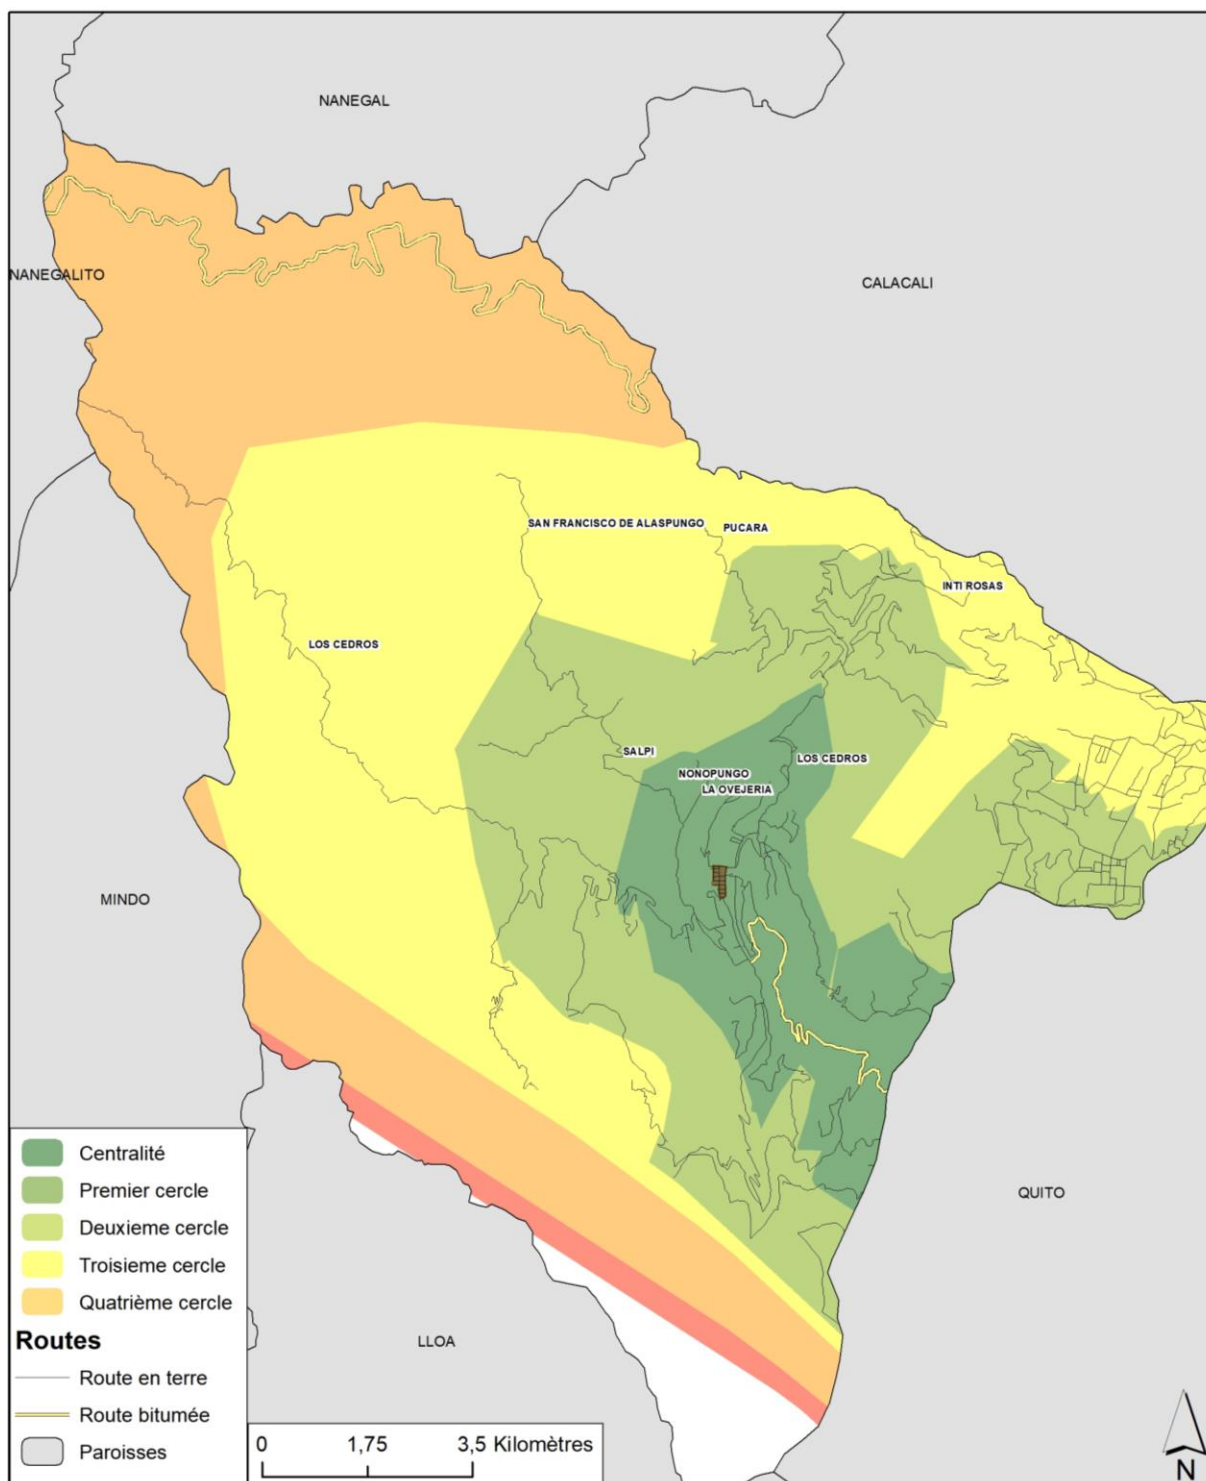 NANEGAL
NANEGALITO
CALACALI
SAN FRANCISCO DE ALASPUNGO
PUCARA
INTI ROSAS
LOS CEDROS
SALPI
LOS CEDROS
NONOPUNGO
LA OVEJERIA
MINDO
QUITO
LLOA
Centralité
Premier cercle
Deuxieme cercle
Troisieme cercle
Quatrième cercle
Routes
Route en terre
Route bitumée
Paroisses
0 1,75 3,5 Kilomètres
N